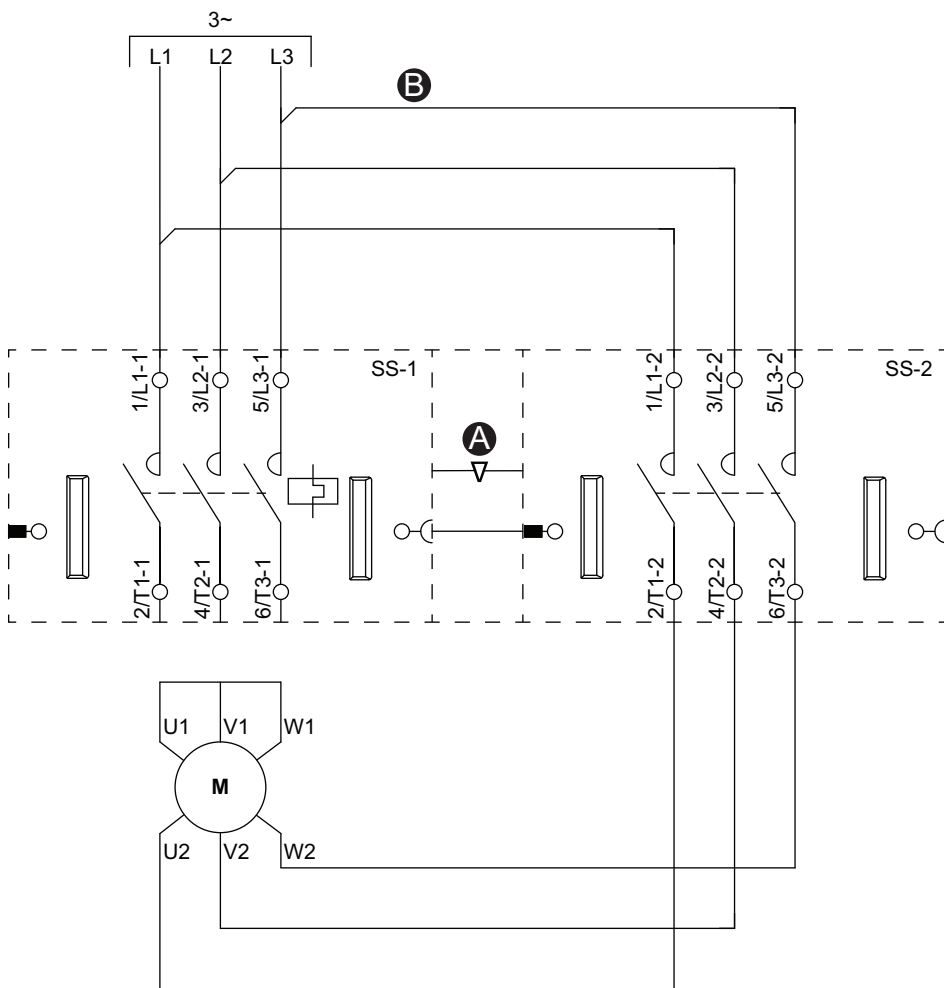 3~
L1 L2 L3
B
SS-1 SS-2
1/L1-1 3/L2-1 5/L3-1 1/L1-2 3/L2-2 5/L3-2
A
2/T1-1 4/T2-1 6/T3-1 2/T1-2 4/T2-2 6/T3-2
U1 V1 W1
M
U2 V2 W2